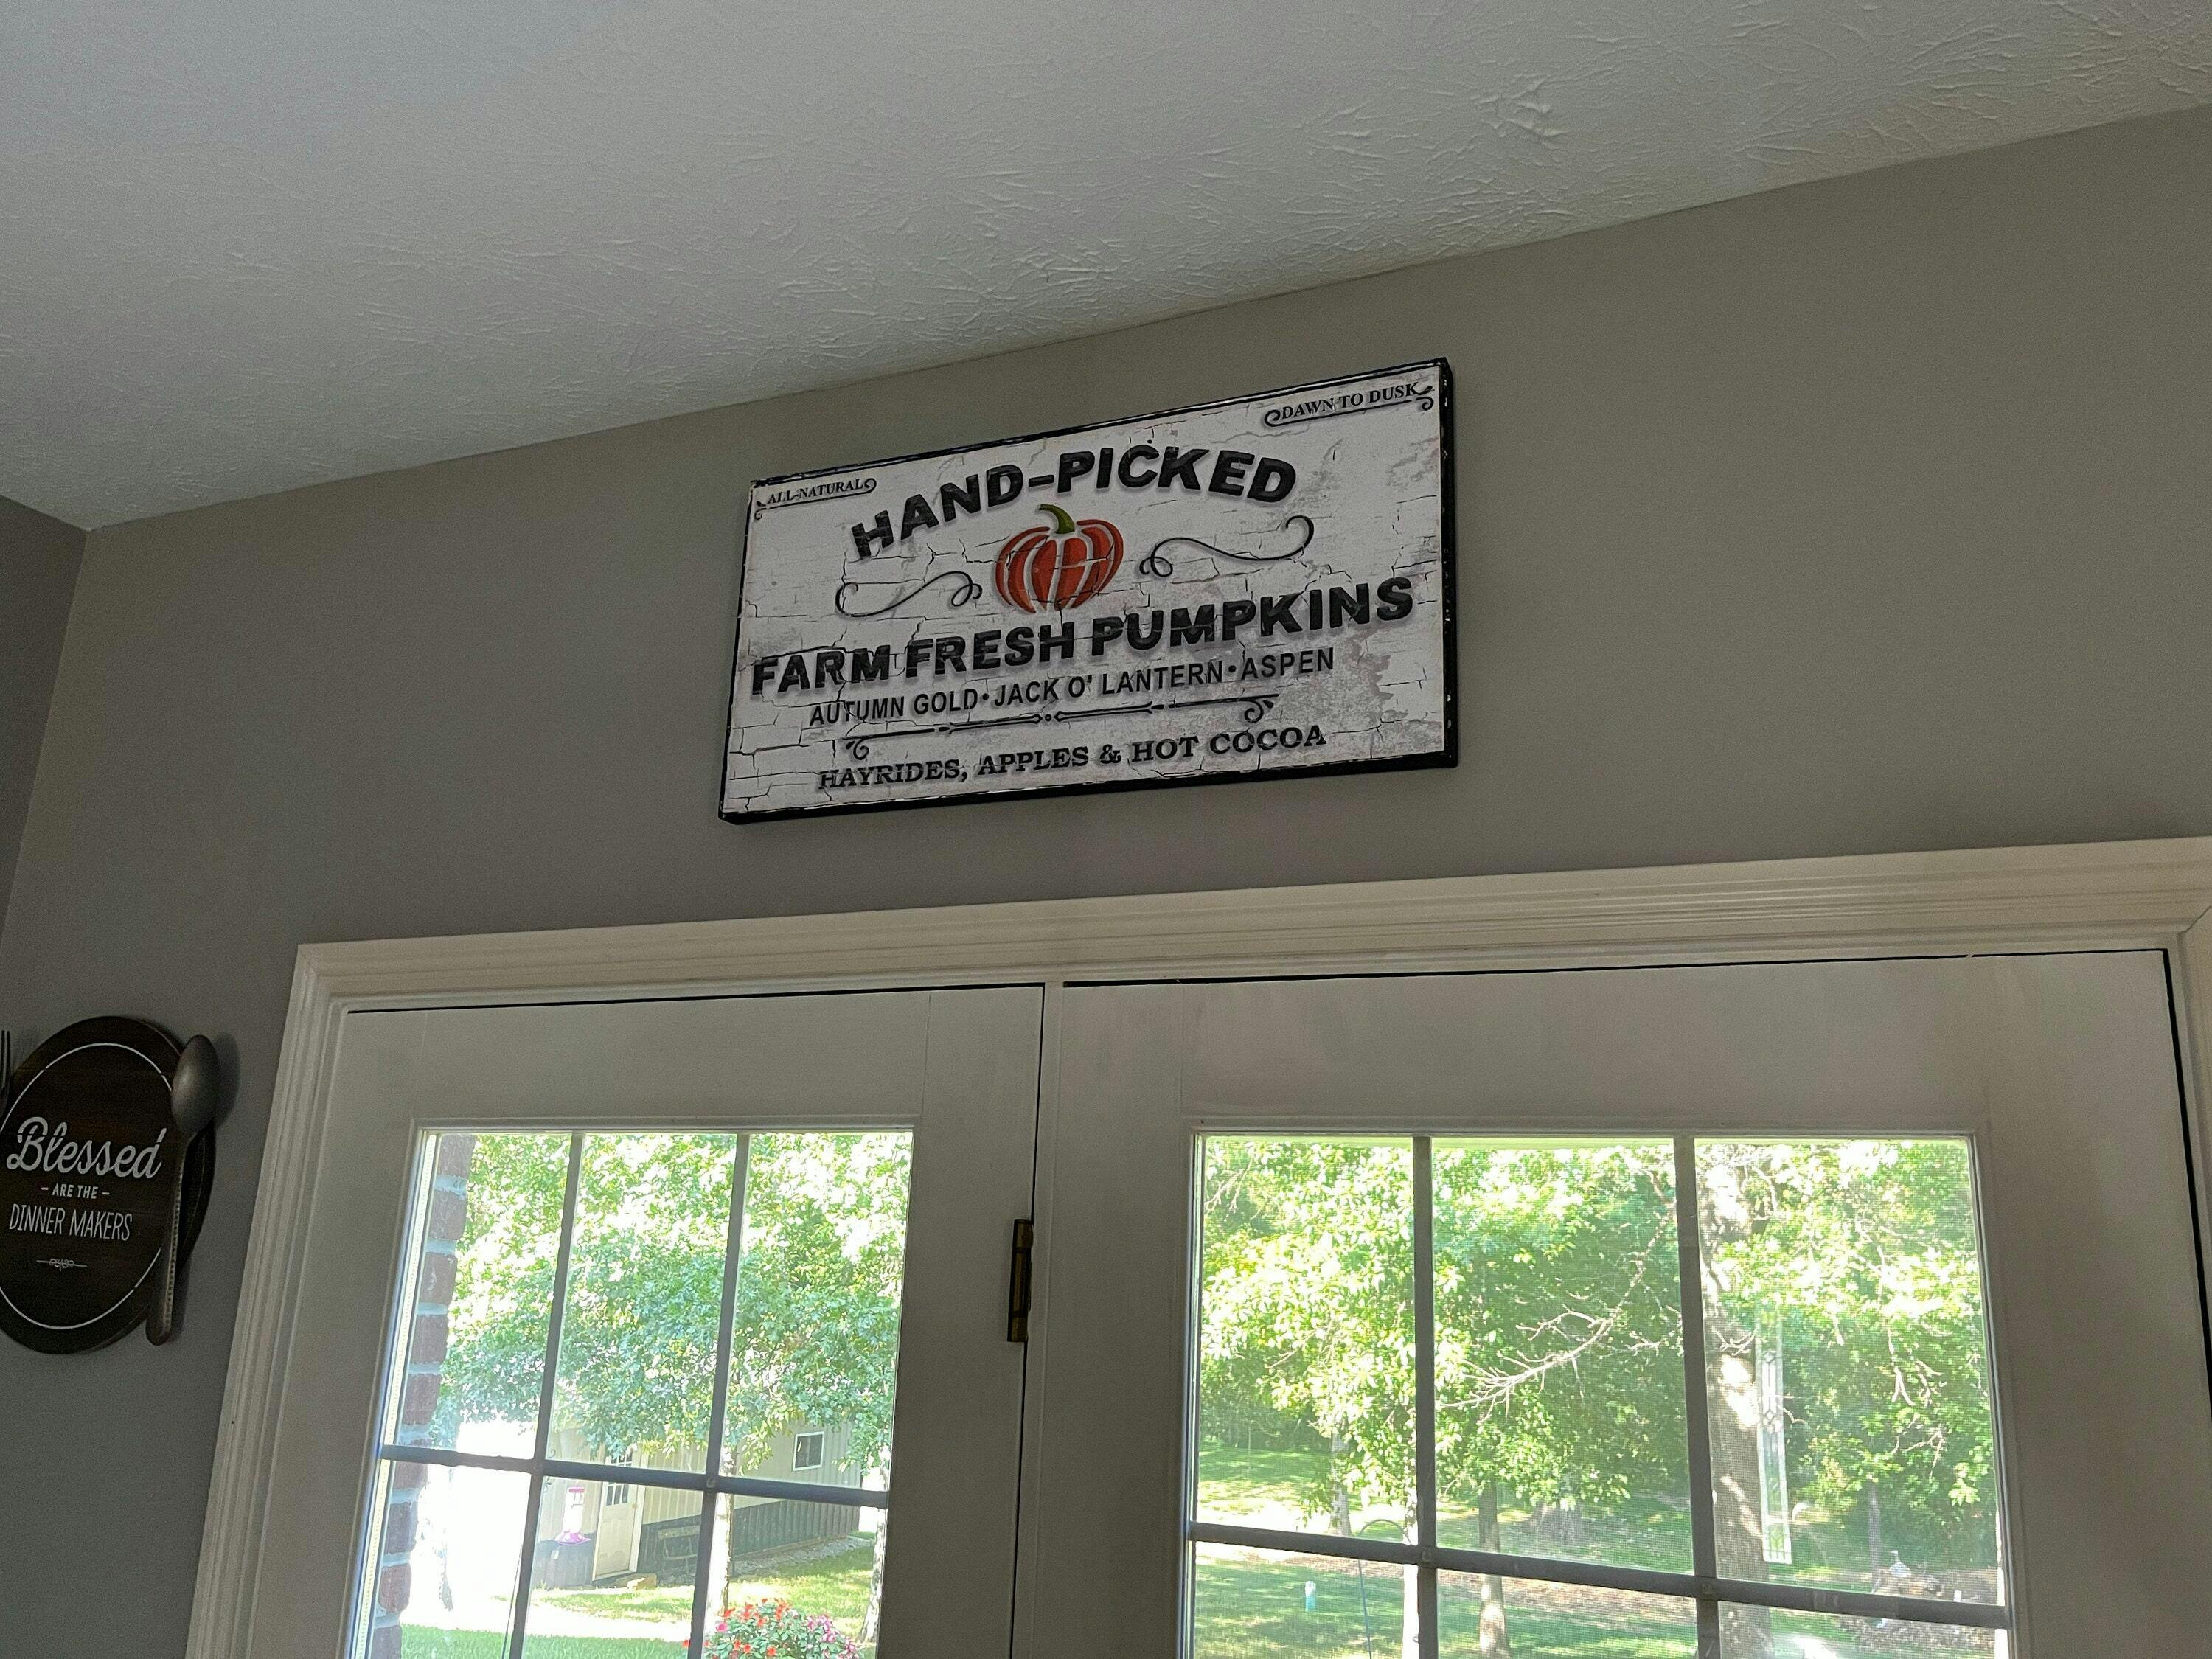 ALL-NATURAL
DAWN TO DUSK
HAND-PICKED
FARM FRESH PUMPKINS
AUTUMN GOLD•JACK O' LANTERN•ASPEN
HAYRIDES, APPLES & HOT COCOA
Blessed
- ARE THE -
DINNER MAKERS